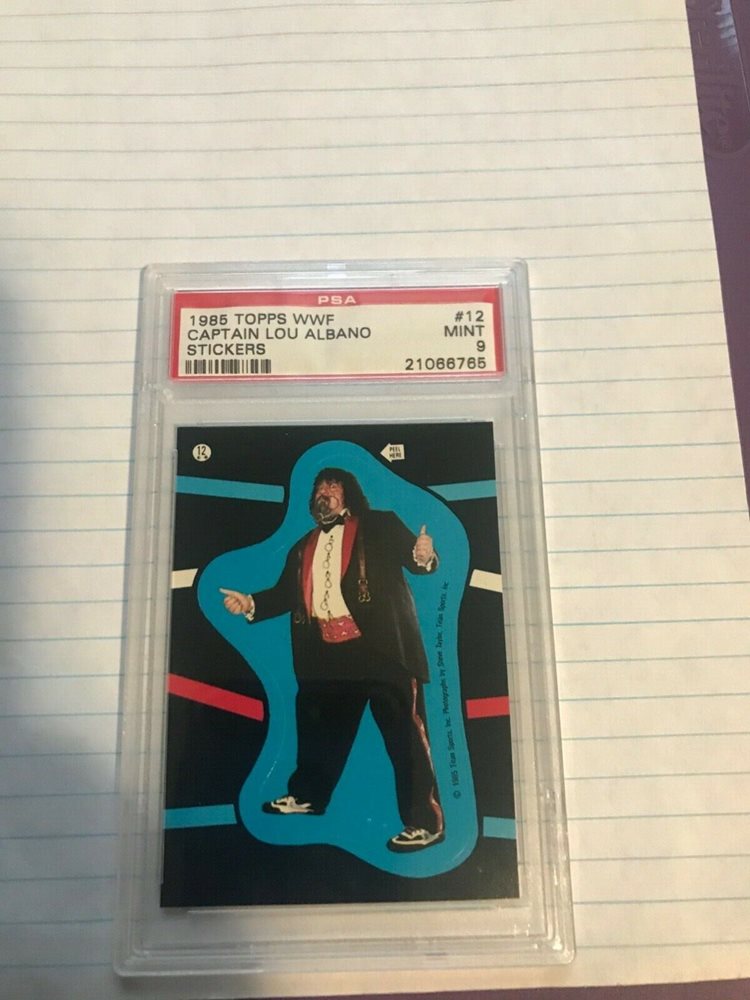 PSA
1985 TOPPS WWF #12
CAPTAIN LOU ALBANO MINT
STICKERS 9
21066765
12
PEEL
HERE
© 1985 Titan Sports, Inc. Photographs by Steve Taylor, Titan Sports, Inc